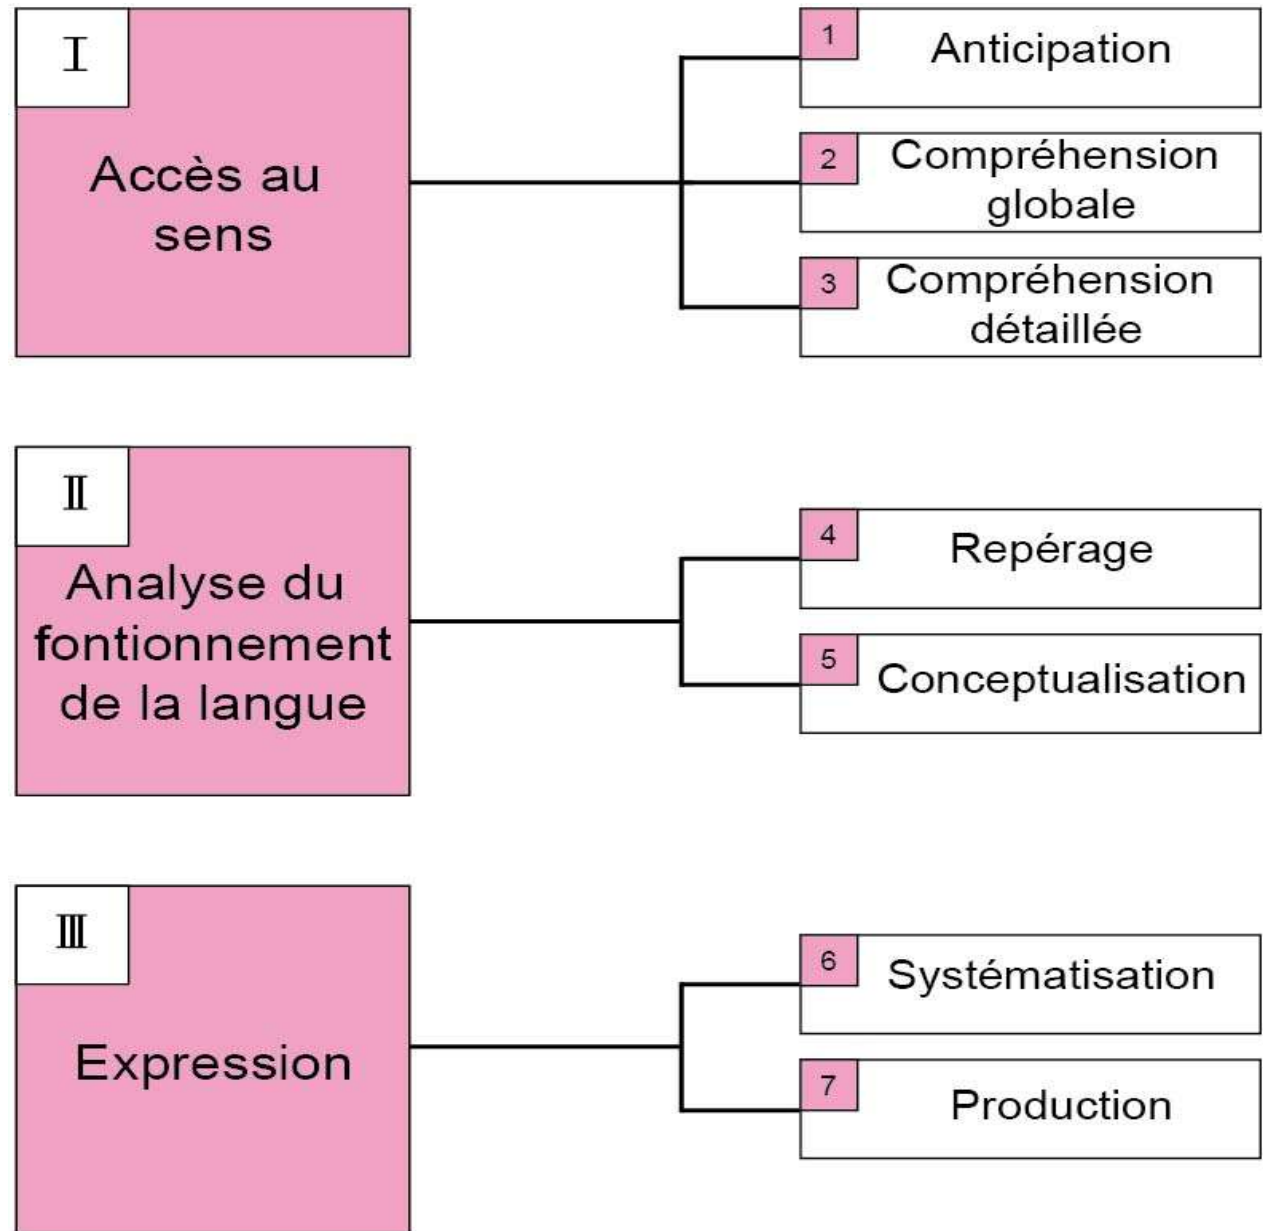 I
Accès au
sens
1
Anticipation
2
Compréhension
globale
3
Compréhension
détaillée
II
Analyse du
fontionnement
de la langue
4
Repérage
5
Conceptualisation
III
Expression
6
Systématisation
7
Production